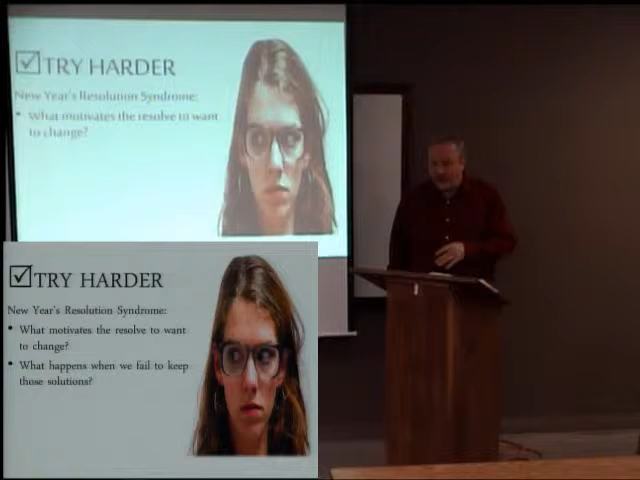 TRY HARDER
New Year's Resolution Syndrome:
• What motivates the resolve to want
to change?
TRY HARDER
New Year's Resolution Syndrome:
• What motivates the resolve to want
to change?
• What happens when we fail to keep
those solutions?